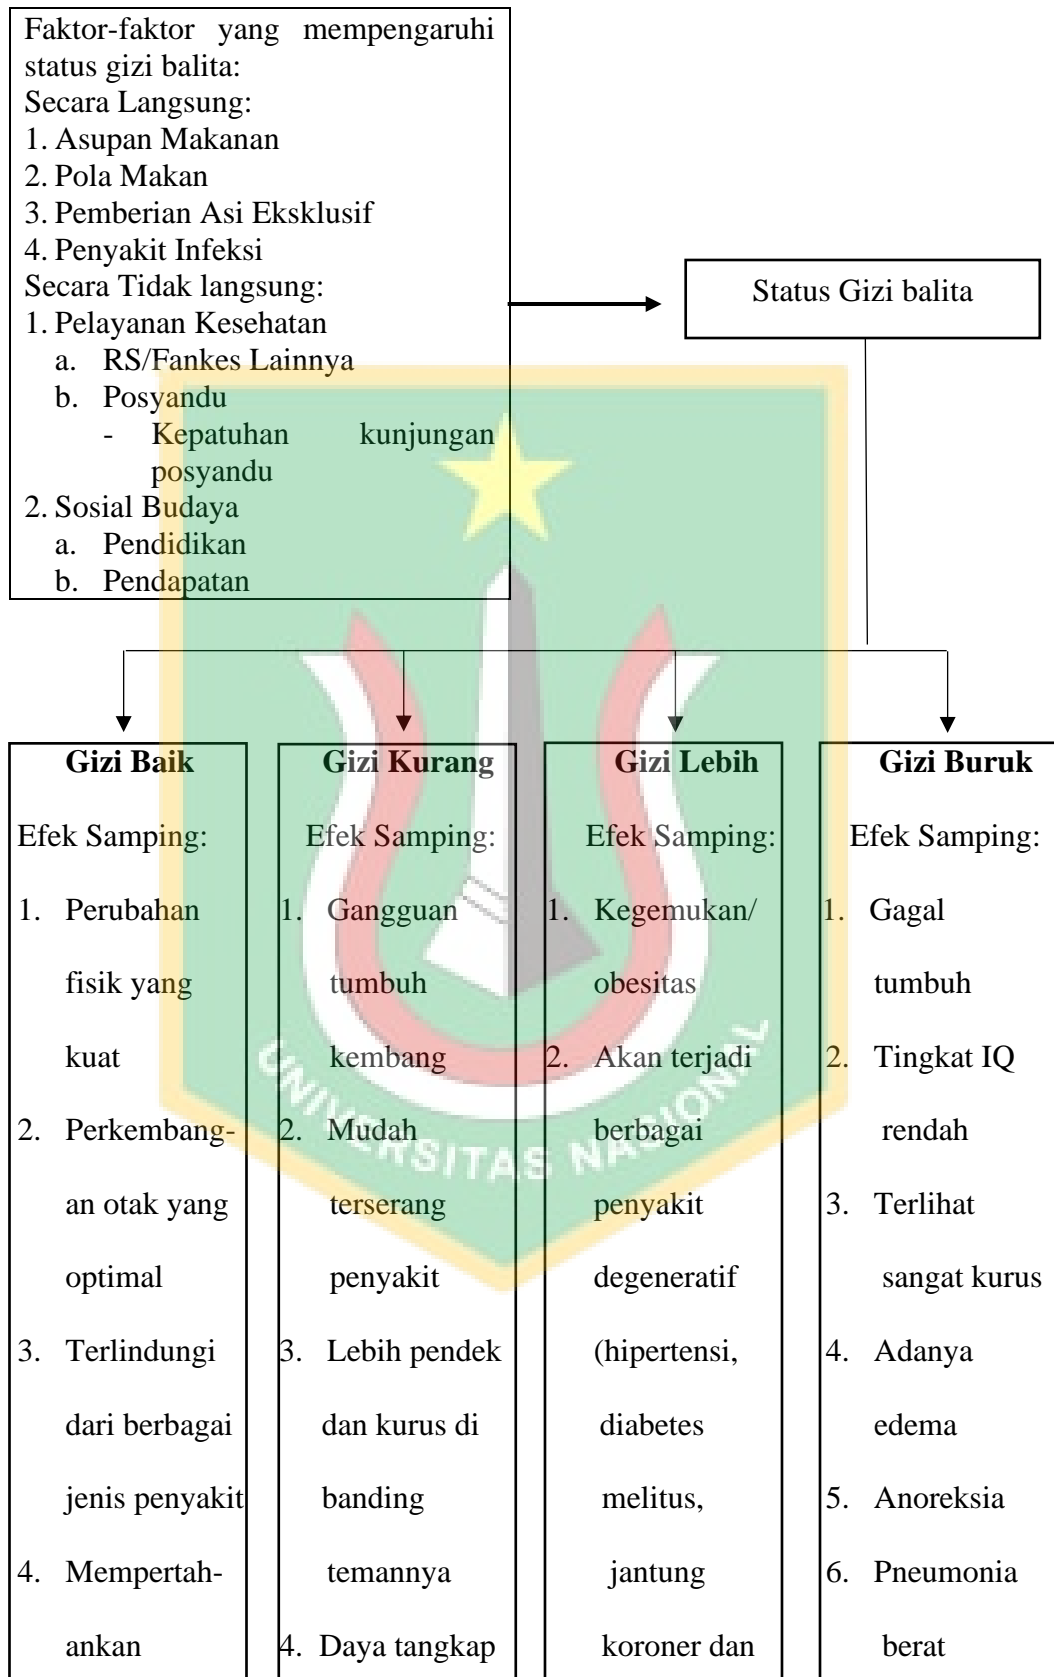 Faktor-faktor yang mempengaruhi
status gizi balita:
Secara Langsung:
1. Asupan Makanan
2. Pola Makan
3. Pemberian Asi Eksklusif
4. Penyakit Infeksi
Secara Tidak langsung:
1. Pelayanan Kesehatan
a. RS/Fankes Lainnya
b. Posyandu
- Kepatuhan kunjungan
posyandu
2. Sosial Budaya
a. Pendidikan
b. Pendapatan
Status Gizi balita
Gizi Baik
Efek Samping:
1. Perubahan
fisik yang
kuat
2. Perkembang-
an otak yang
optimal
3. Terlindungi
dari berbagai
jenis penyakit
4. Mempertah-
ankan
Gizi Kurang
Efek Samping:
1. Gangguan
tumbuh
kembang
2. Mudah
terserang
penyakit
3. Lebih pendek
dan kurus di
banding
temannya
4. Daya tangkap
Gizi Lebih
Efek Samping:
1. Kegemukan/
obesitas
2. Akan terjadi
berbagai
penyakit
degeneratif
(hipertensi,
diabetes
melitus,
jantung
koroner dan
Gizi Buruk
Efek Samping:
1. Gagal
tumbuh
2. Tingkat IQ
rendah
3. Terlihat
sangat kurus
4. Adanya
edema
5. Anoreksia
6. Pneumonia
berat
UNIVERSITAS NASIONAL